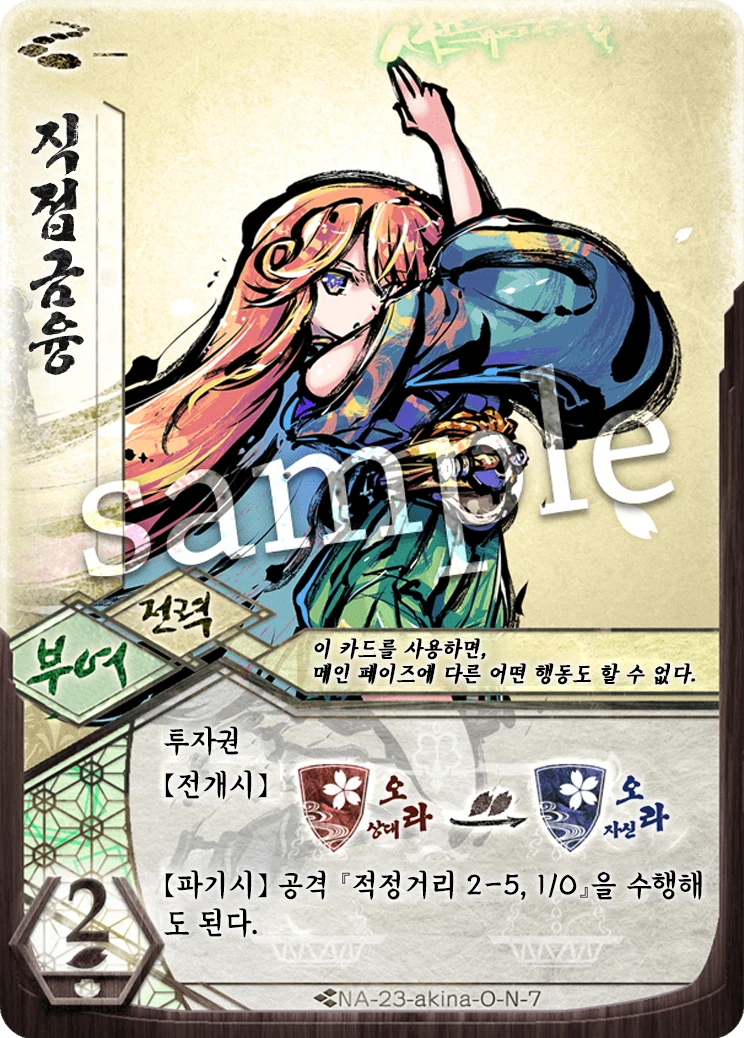 직접금융
sample
전력
부여
이 카드를 사용하면,
메인 페이즈에 다른 어떤 행동도 할 수 없다.
투자권
【전개시】
오라
상대
오라
자신
【파기시】 공격 『적정거리 2-5, 1/0』을 수행해
도 된다.
2
NA-23-akina-O-N-7